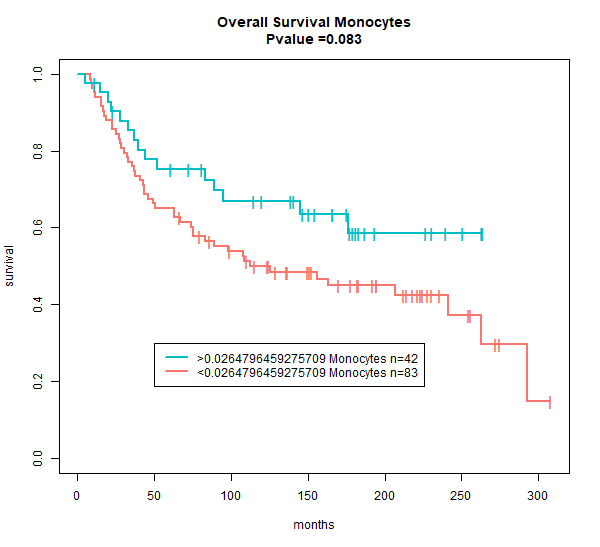 Overall Survival Monocytes
Pvalue =0.083
1.0
0.8
0.6
0.4
0.2
0.0
survival
>0.0264796459275709 Monocytes n=42
<0.0264796459275709 Monocytes n=83
0 50 100 150 200 250 300
months